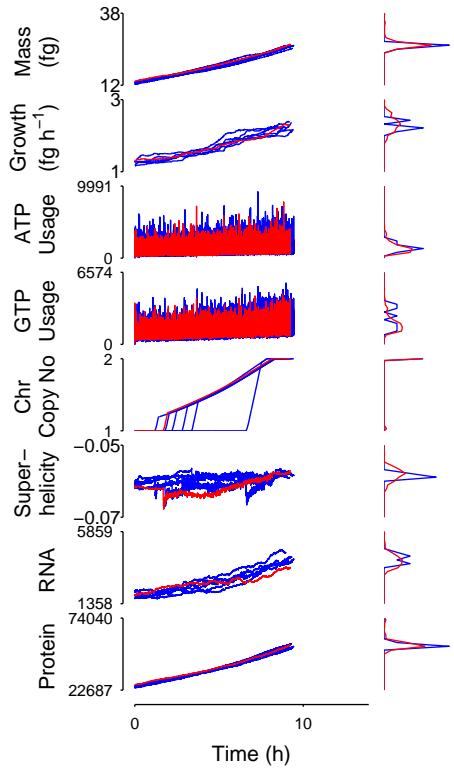 38
Mass
(fg)
12
3
Growth
(fg h−1)
1
9991
ATP
Usage
0
6574
GTP
Usage
0
2
Chr
Copy No
1
−0.05
Super−
helicity
−0.07
5859
RNA
1358
74040
Protein
22687
0
10
Time (h)